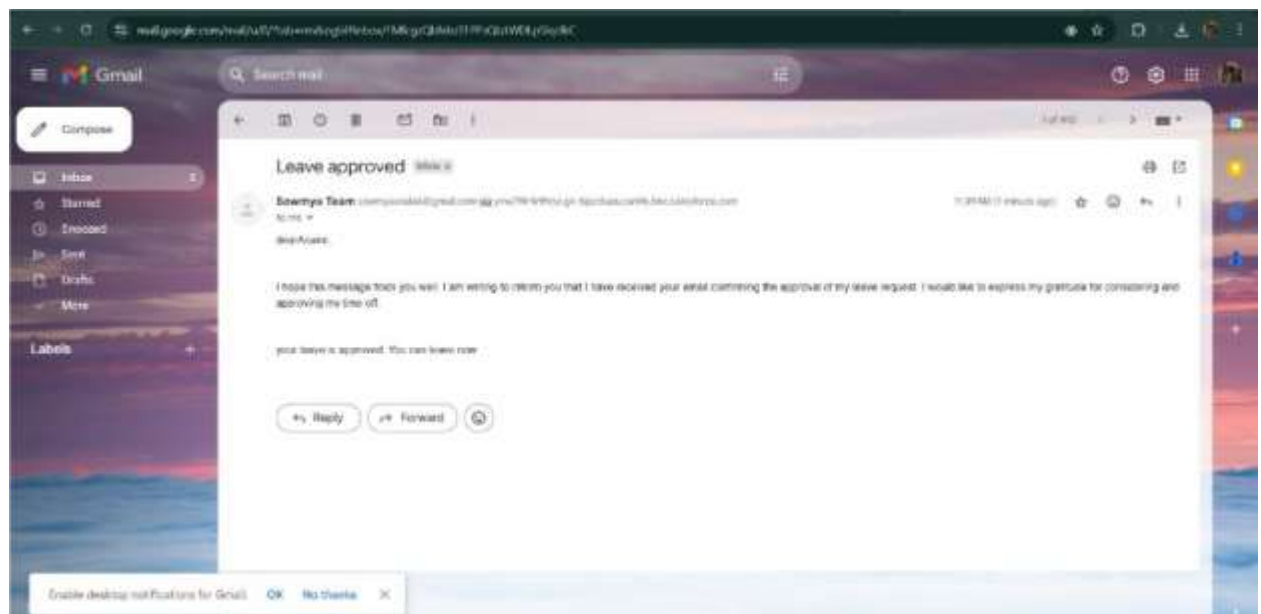 Gmail
Search mail
Compose
Inbox
Starred
Snoozed
Sent
Drafts
More
Labels
Leave approved
Sowmya Team
to me
I hope this message finds you well. I am writing to inform you that I have received your email confirming the approval of my leave request. I would like to express my gratitude for considering and
approving my time off.
your leave is approved. You can leave now
Reply
Forward
Enable desktop notifications for Gmail. OK No thanks